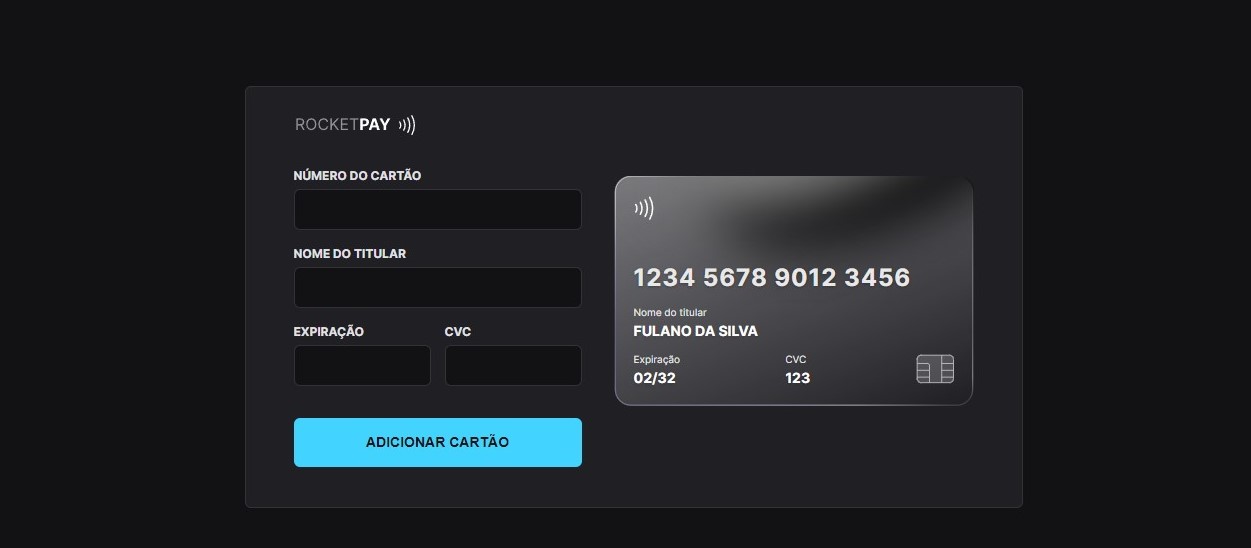 ROCKETPAY
NÚMERO DO CARTÃO
NOME DO TITULAR
EXPIRAÇÃO CVC
ADICIONAR CARTÃO
1234 5678 9012 3456
Nome do titular
FULANO DA SILVA
Expiração CVC
02/32 123